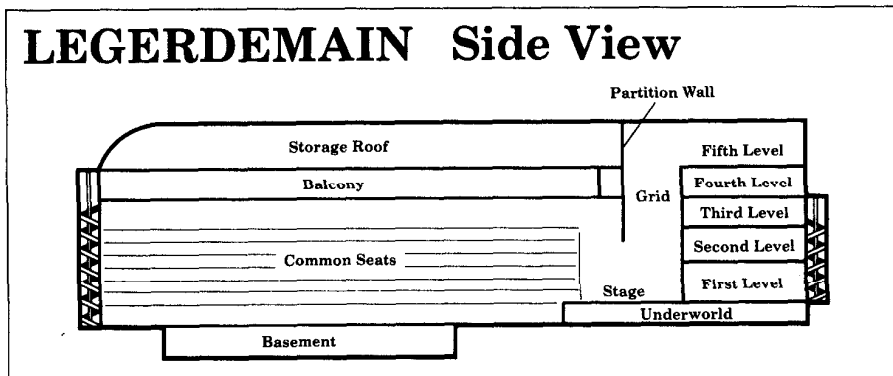 LEGERDEMAIN Side View
Partition Wall
Storage Roof
Fifth Level
Balcony
Fourth Level
Grid
Third Level
Common Seats
Second Level
Stage
First Level
Underworld
Basement